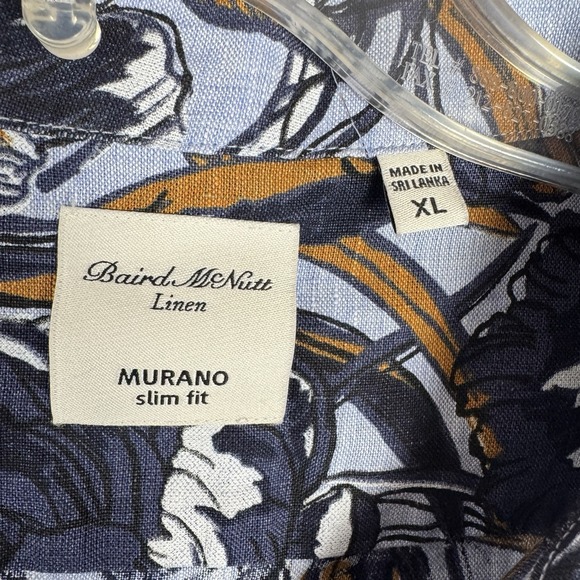 MADE IN
SRI LANKA
XL
Baird McNutt
Linen
MURANO
slim fit